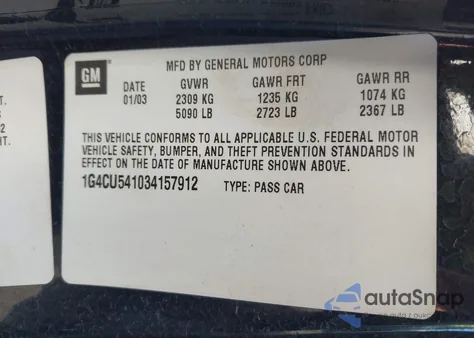 GM
MFD BY GENERAL MOTORS CORP
DATE GVWR GAWR FRT GAWR RR
01/03 2309 KG 1235 KG 1074 KG
5090 LB 2723 LB 2367 LB
THIS VEHICLE CONFORMS TO ALL APPLICABLE U.S. FEDERAL MOTOR
VEHICLE SAFETY, BUMPER, AND THEFT PREVENTION STANDARDS IN
EFFECT ON THE DATE OF MANUFACTURE SHOWN ABOVE.
1G4CU541034157912 TYPE: PASS CAR
T.
2
T.
autoSnap